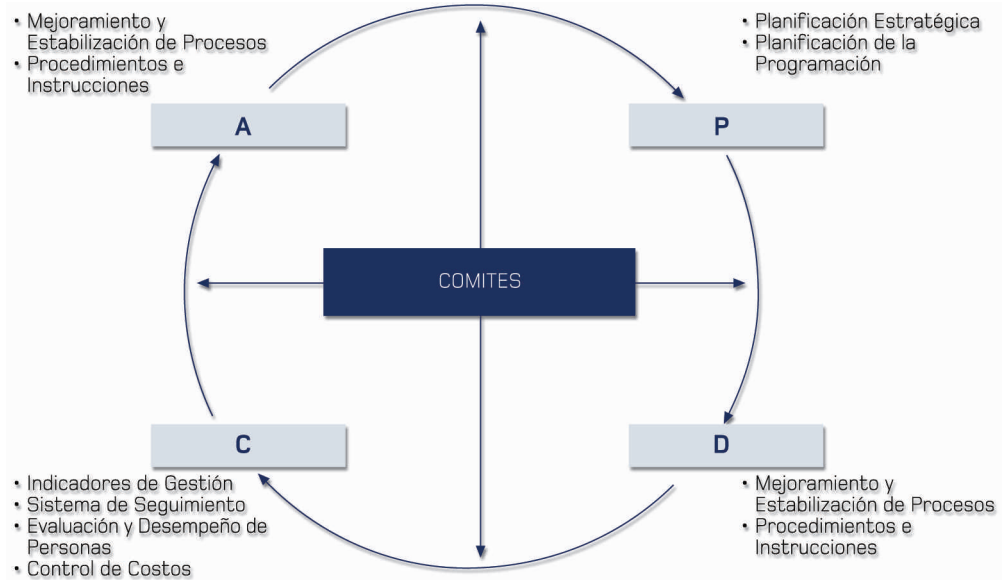 • Mejoramiento y
Estabilización de Procesos
• Procedimientos e
Instrucciones
A
• Planificación Estratégica
• Planificación de la
Programación
P
COMITES
C
• Indicadores de Gestión
• Sistema de Seguimiento
• Evaluación y Desempeño de
Personas
• Control de Costos
D
• Mejoramiento y
Estabilización de Procesos
• Procedimientos e
Instrucciones